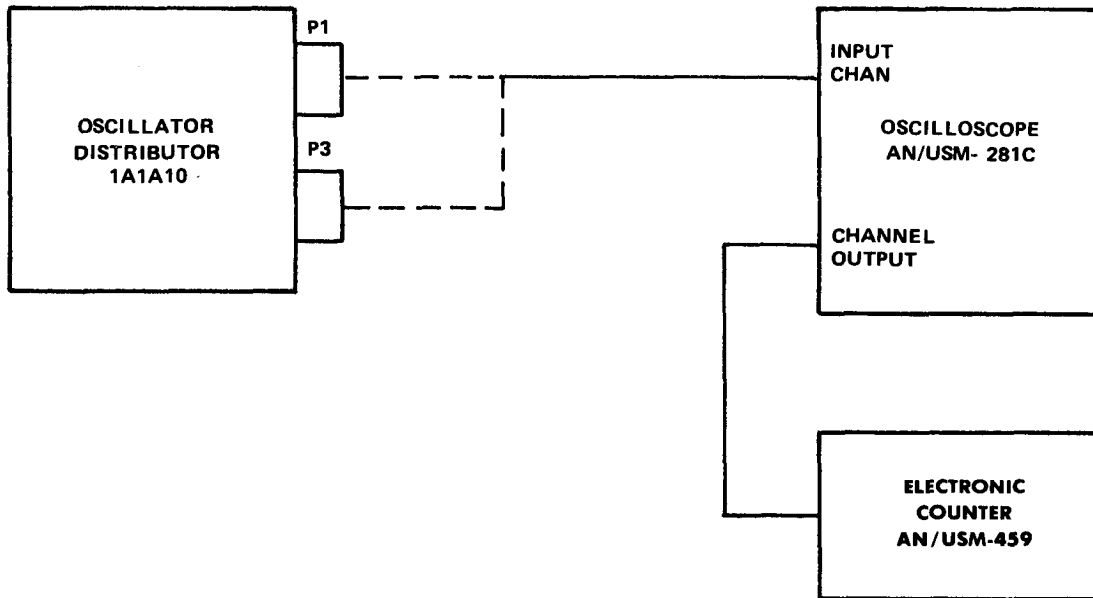 P1
OSCILLATOR
DISTRIBUTOR
1A1A10
P3
INPUT
CHAN
OSCILLOSCOPE
AN/USM- 281C
CHANNEL
OUTPUT
ELECTRONIC
COUNTER
AN/USM-459